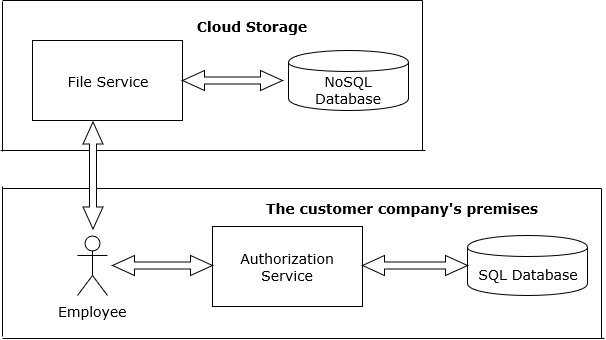 Cloud Storage
File Service
NoSQL
Database
The customer company's premises
Authorization
Service
SQL Database
Employee